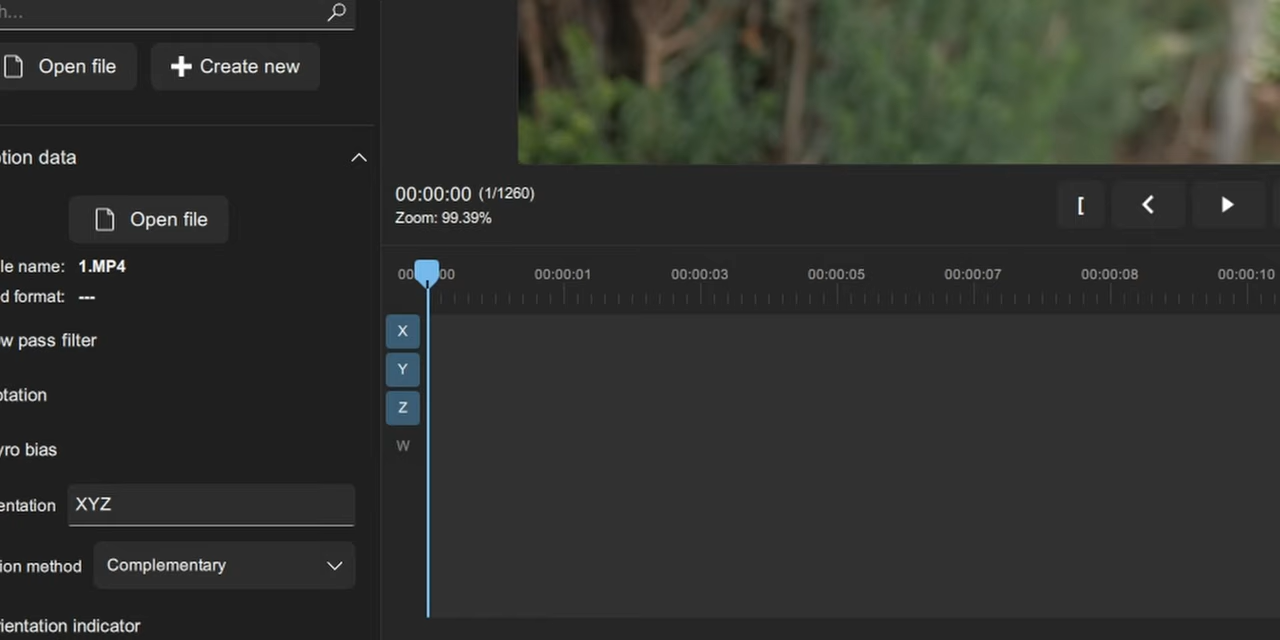 h...
Open file
Create new
tion data
Open file
le name: 1.MP4
d format: ---
w pass filter
otation
yro bias
entation XYZ
ion method Complementary
ientation indicator
00:00:00 (1/1260)
Zoom: 99.39%
[
00:00:01 00:00:03 00:00:05 00:00:07 00:00:08 00:00:10
X
Y
Z
W